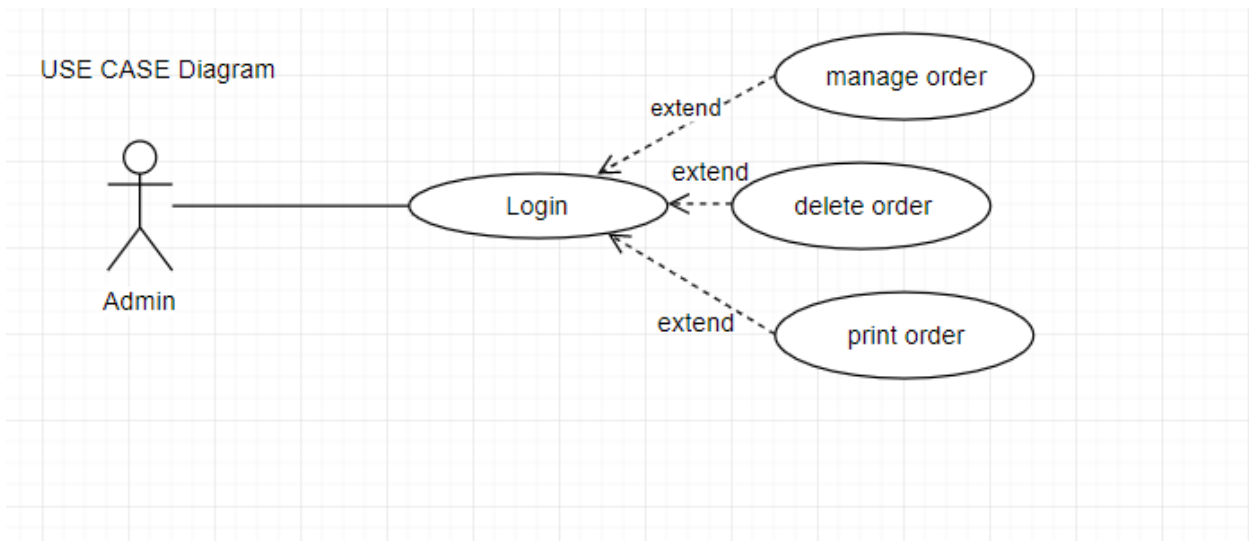 USE CASE Diagram
manage order
extend
extend
Login
delete order
Admin
extend
print order